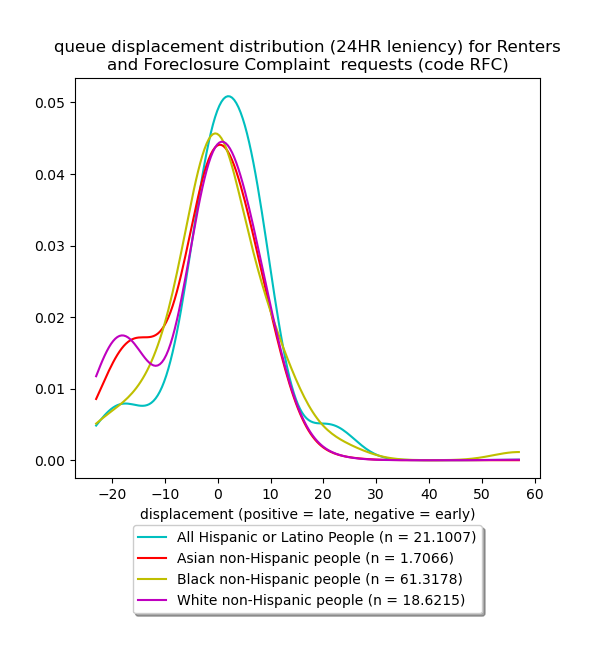 queue displacement distribution (24HR leniency) for Renters
and Foreclosure Complaint  requests (code RFC)
0.05
0.04
0.03
0.02
0.01
0.00
−20 −10 0 10 20 30 40 50 60
displacement (positive = late, negative = early)
All Hispanic or Latino People (n = 21.1007)
Asian non-Hispanic people (n = 1.7066)
Black non-Hispanic people (n = 61.3178)
White non-Hispanic people (n = 18.6215)